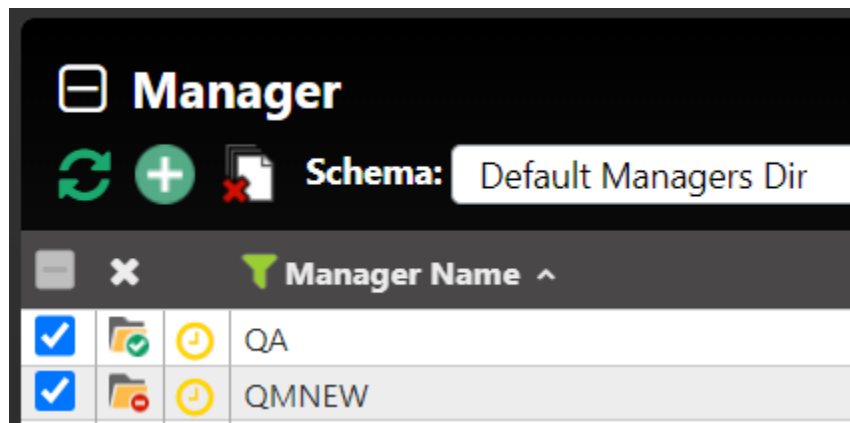 Manager
Schema: Default Managers Dir
Manager Name
QA
QMNEW